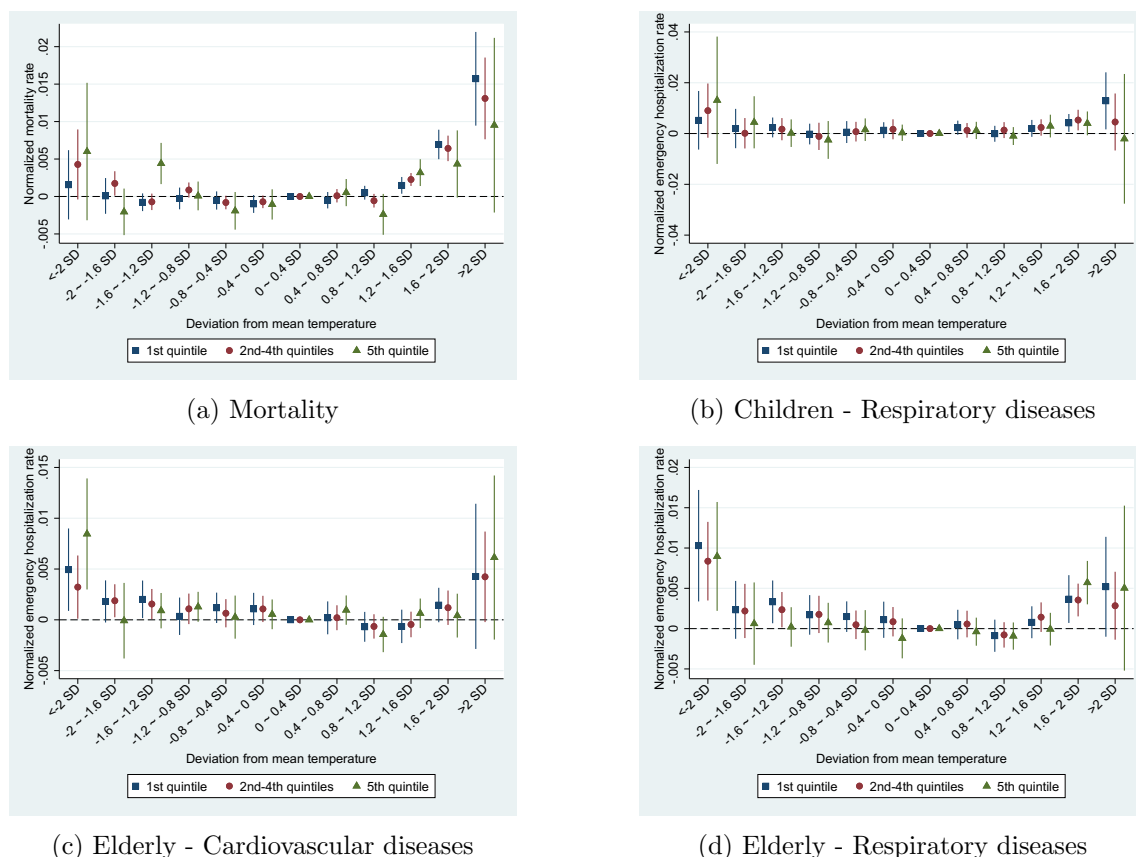 Normalized mortality rate
-.005 0 .005 .01 .015 .02
<-2 SD -2 ~ -1.6 SD -1.6 ~ -1.2 SD -1.2 ~ -0.8 SD -0.8 ~ -0.4 SD -0.4 ~ 0 SD 0 ~ 0.4 SD 0.4 ~ 0.8 SD 0.8 ~ 1.2 SD 1.2 ~ 1.6 SD 1.6 ~ 2 SD >2 SD
Deviation from mean temperature
1st quintile 2nd-4th quintiles 5th quintile
(a) Mortality
Normalized emergency hospitalization rate
-.04 -.02 0 .02 .04
<-2 SD -2 ~ -1.6 SD -1.6 ~ -1.2 SD -1.2 ~ -0.8 SD -0.8 ~ -0.4 SD -0.4 ~ 0 SD 0 ~ 0.4 SD 0.4 ~ 0.8 SD 0.8 ~ 1.2 SD 1.2 ~ 1.6 SD 1.6 ~ 2 SD >2 SD
Deviation from mean temperature
1st quintile 2nd-4th quintiles 5th quintile
(b) Children - Respiratory diseases
Normalized emergency hospitalization rate
-.005 0 .005 .01 .015
<-2 SD -2 ~ -1.6 SD -1.6 ~ -1.2 SD -1.2 ~ -0.8 SD -0.8 ~ -0.4 SD -0.4 ~ 0 SD 0 ~ 0.4 SD 0.4 ~ 0.8 SD 0.8 ~ 1.2 SD 1.2 ~ 1.6 SD 1.6 ~ 2 SD >2 SD
Deviation from mean temperature
1st quintile 2nd-4th quintiles 5th quintile
(c) Elderly - Cardiovascular diseases
Normalized emergency hospitalization rate
-.005 0 .005 .01 .015 .02
<-2 SD -2 ~ -1.6 SD -1.6 ~ -1.2 SD -1.2 ~ -0.8 SD -0.8 ~ -0.4 SD -0.4 ~ 0 SD 0 ~ 0.4 SD 0.4 ~ 0.8 SD 0.8 ~ 1.2 SD 1.2 ~ 1.6 SD 1.6 ~ 2 SD >2 SD
Deviation from mean temperature
1st quintile 2nd-4th quintiles 5th quintile
(d) Elderly - Respiratory diseases